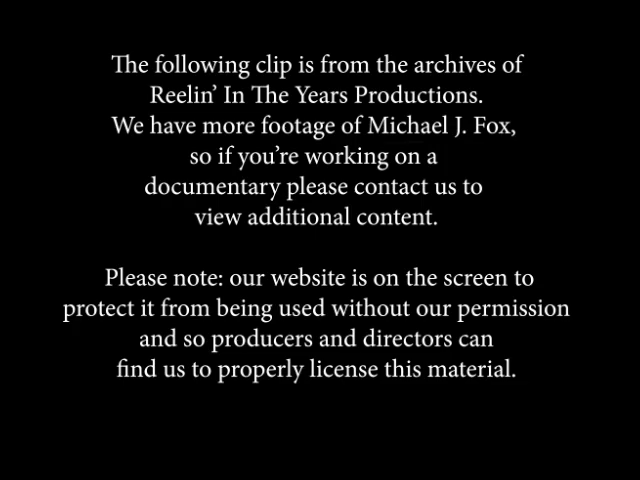 The following clip is from the archives of
Reelin’ In The Years Productions.
We have more footage of Michael J. Fox,
so if you’re working on a
documentary please contact us to
view additional content.
Please note: our website is on the screen to
protect it from being used without our permission
and so producers and directors can
find us to properly license this material.